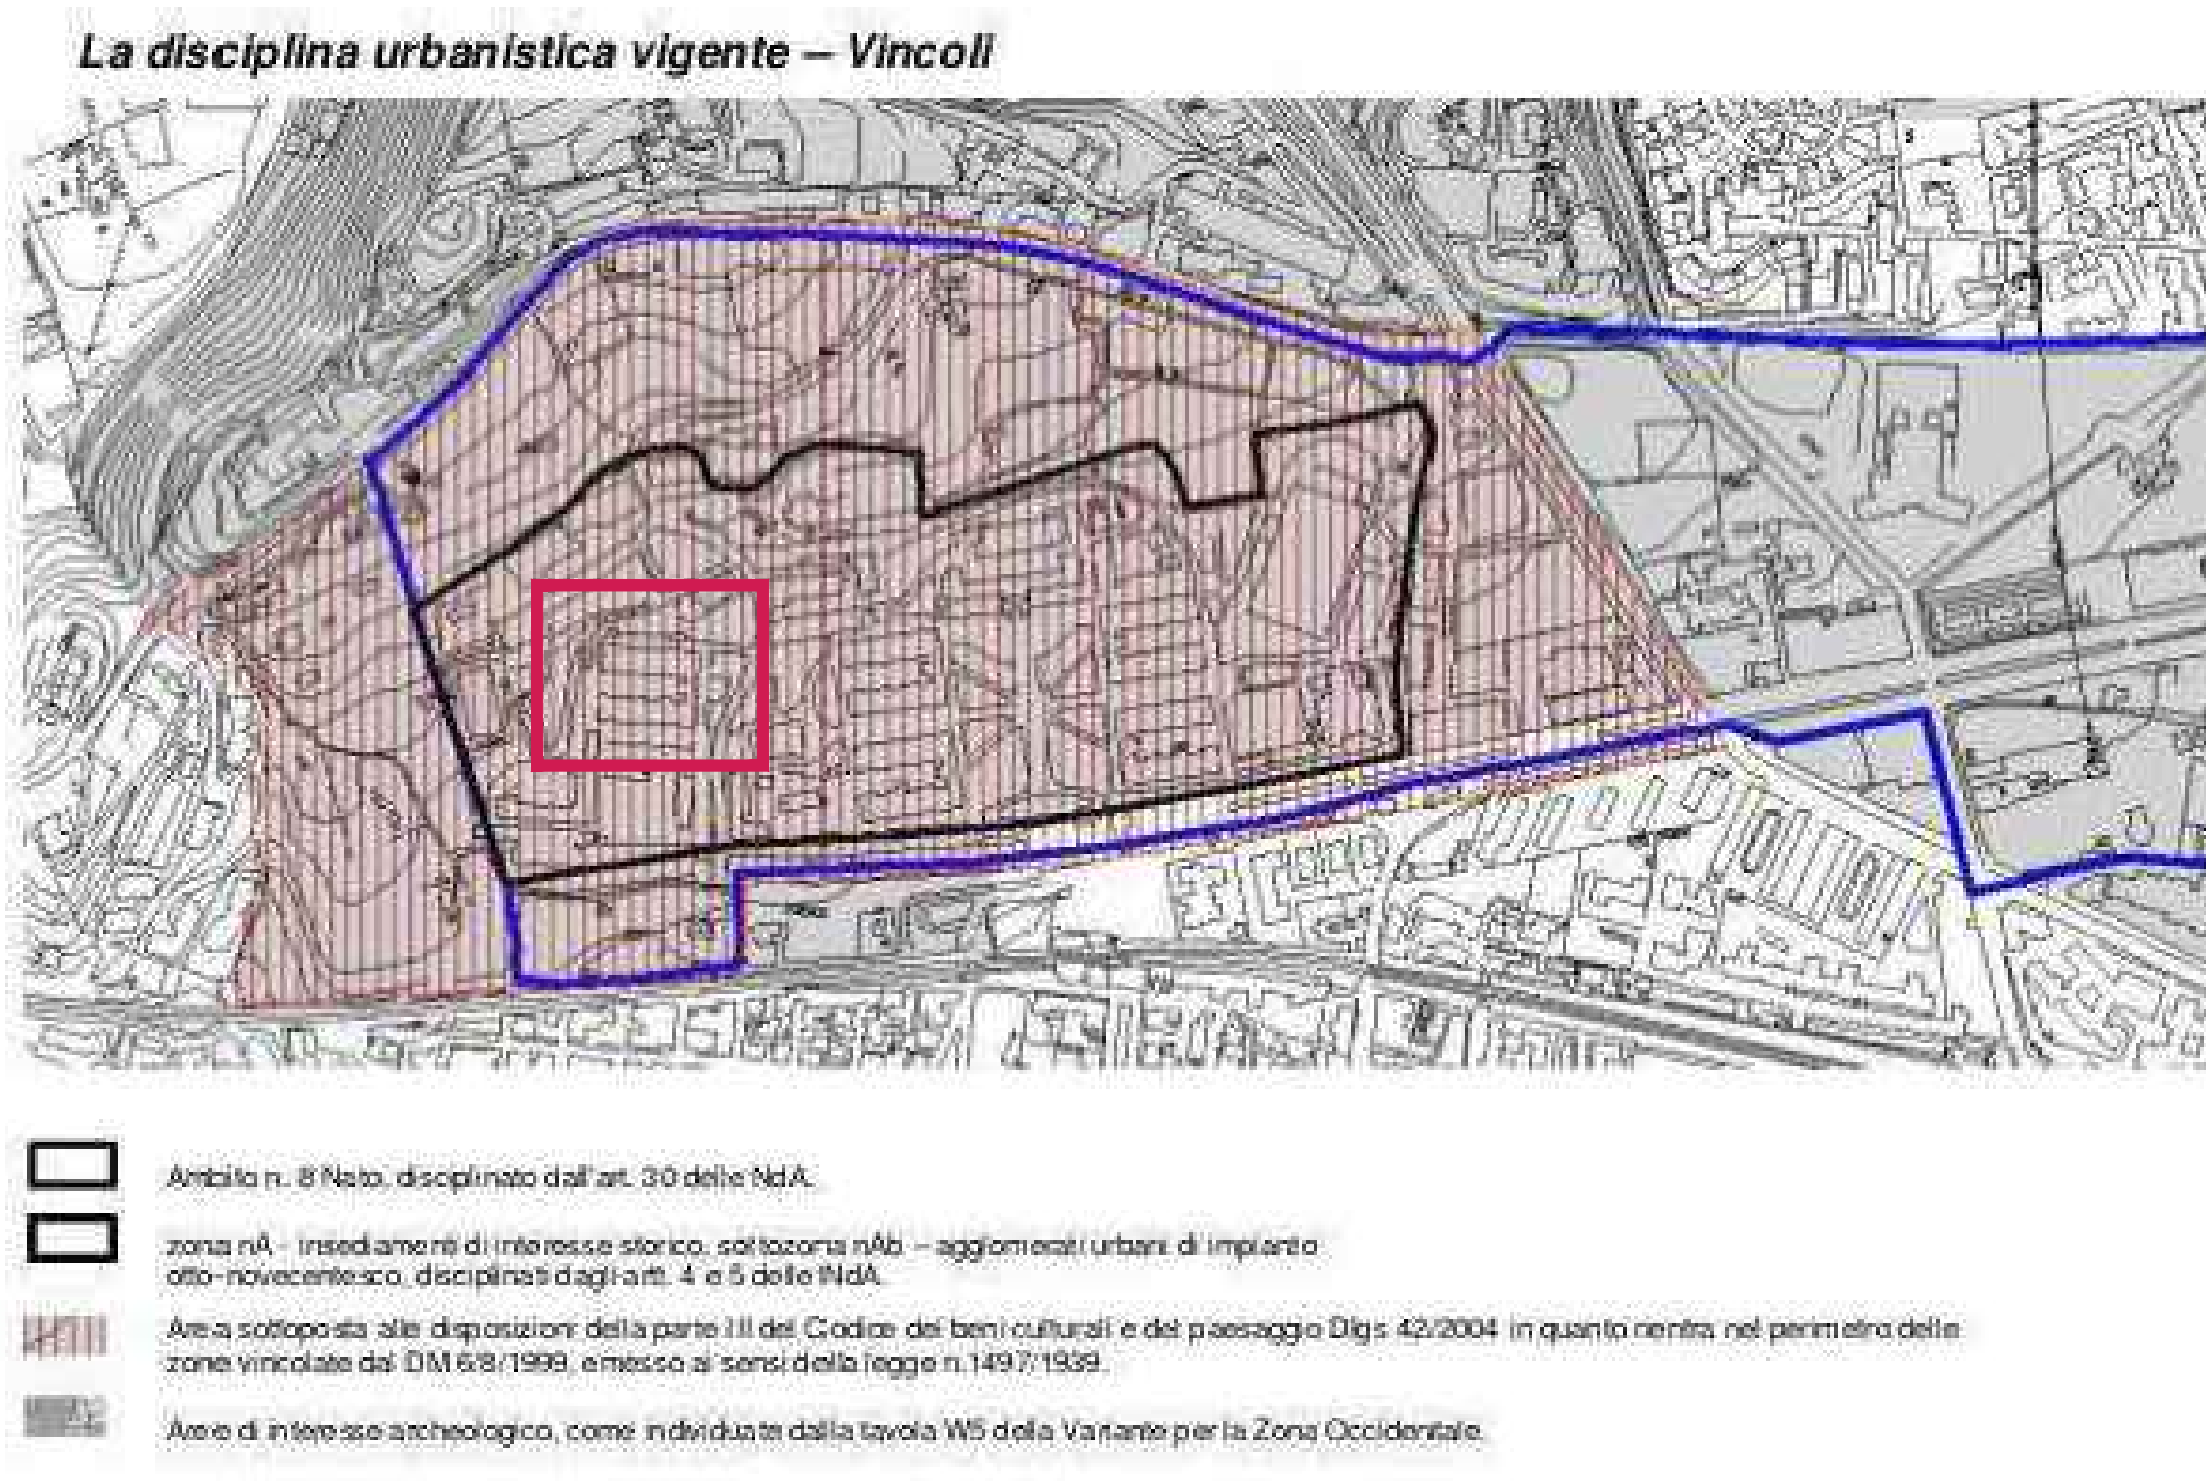 La disciplina urbanistica vigente – Vincoli
Ambito n. 8 Nato, disciplinato dall'art. 30 delle NdA.
zona nA - insediamenti di interesse storico, sottozona nAb – agglomerati urbani di impianto
otto-novecentesco, disciplinati dagli artt. 4 e 5 delle NdA.
Area sottoposta alle disposizioni della parte III del Codice dei beni culturali e del paesaggio Dlgs 42/2004 in quanto rientra nel perimetro delle
zone vincolate dal DM 6/8/1999, emesso ai sensi della legge n.1497/1939.
Aree di interesse archeologico, come individuate dalla tavola W5 della Variante per la Zona Occidentale.